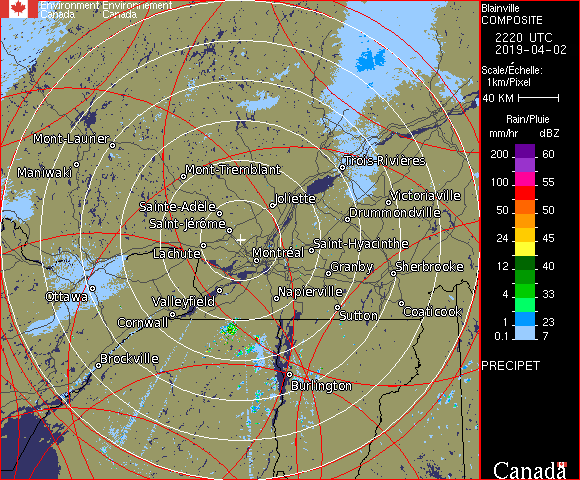 Environment Environnement
Canada Canada
Mont-Laurier
Maniwaki
Mont-Tremblant
Trois-Rivières
Sainte-Adèle
Joliette
Victoriaville
Saint-Jérôme
Drummondville
Lachute
Montréal
Saint-Hyacinthe
Granby
Sherbrooke
Ottawa
Valleyfield
Napierville
Cornwall
Sutton
Coaticook
Brockville
Burlington
Blainville
COMPOSITE
2220 UTC
2019-04-02
Scale/Échelle:
1km/Pixel
40 KM
Rain/Pluie
mm/hr dBZ
200 60
57
100 55
50 50
24 45
12 40
4 33
1 23
0.1 7
PRECIPET
Canada